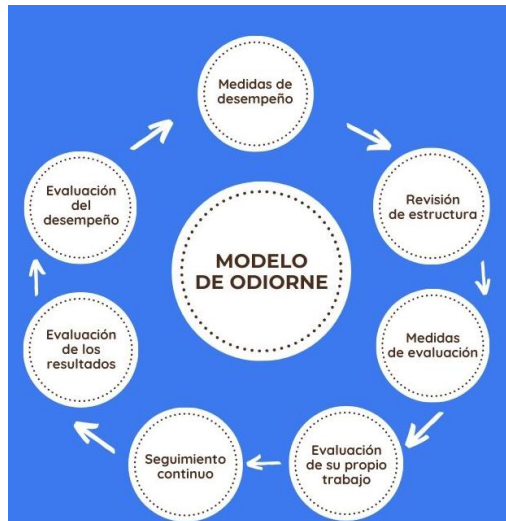 Medidas de
desempeño
Revisión
de estructura
Medidas
de evaluación
Evaluación
de su propio
trabajo
Seguimiento
continuo
Evaluación
de los
resultados
Evaluación
del
desempeño
MODELO
DE ODIORNE